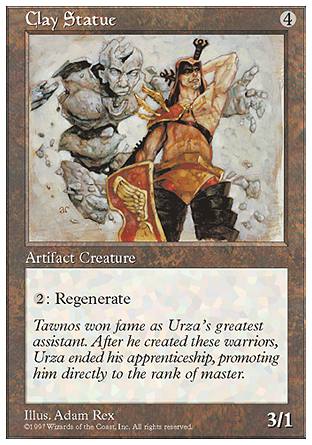 Clay Statue 4
Artifact Creature
2: Regenerate
Tawnos won fame as Urza's greatest
assistant. After he created these warriors,
Urza ended his apprenticeship, promoting
him directly to the rank of master.
Illus. Adam Rex
©1997 Wizards of the Coast, Inc. All rights reserved.
3/1